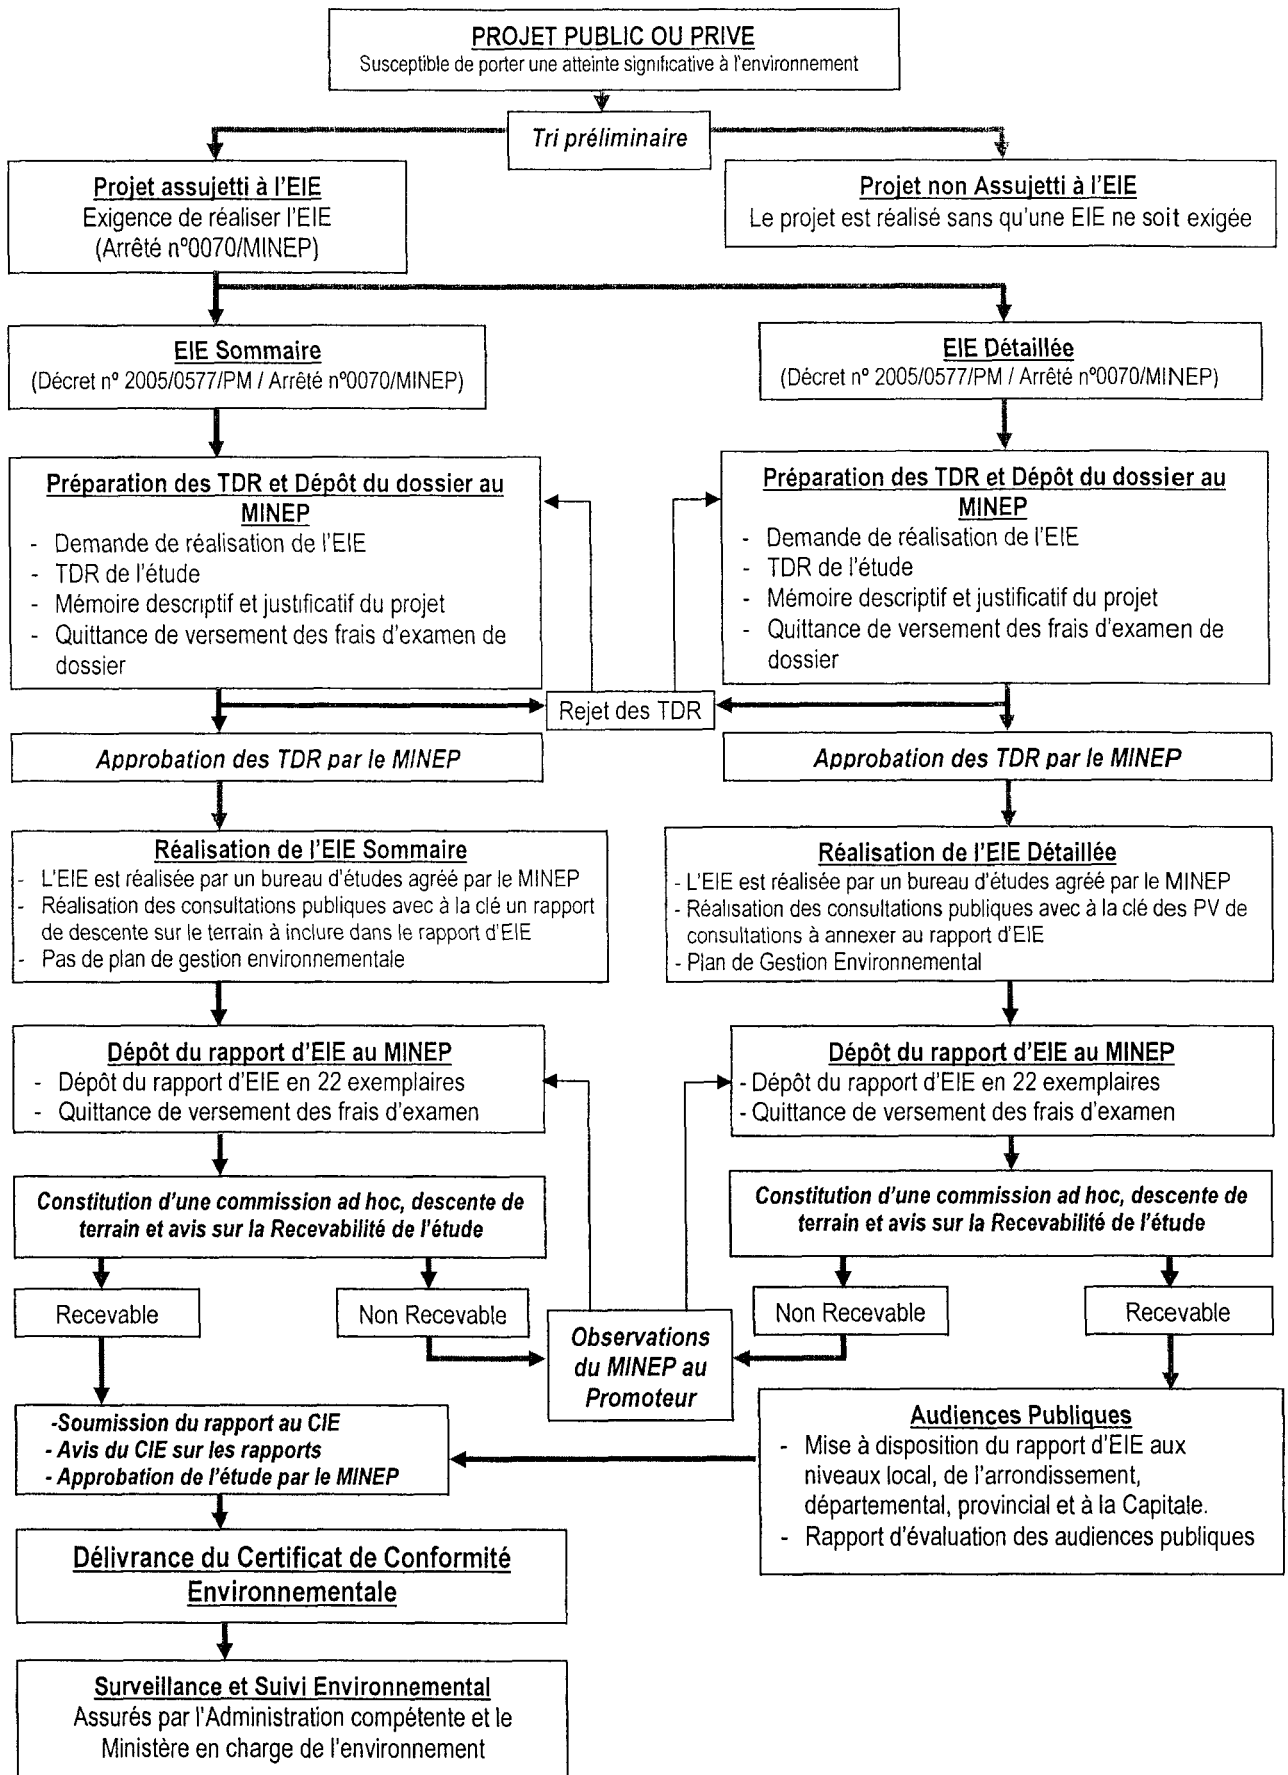 PROJET PUBLIC OU PRIVE
Susceptible de porter une atteinte significative à l'environnement
Tri préliminaire
Projet assujetti à l'EIE
Exigence de réaliser l'EIE
(Arrêté nº0070/MINEP)
Projet non Assujetti à l'EIE
Le projet est réalisé sans qu'une EIE ne soit exigée
EIE Sommaire
(Décret nº 2005/0577/PM / Arrêté nº0070/MINEP)
EIE Détaillée
(Décret nº 2005/0577/PM / Arrêté nº0070/MINEP)
Préparation des TDR et Dépôt du dossier au
MINEP
- Demande de réalisation de l'EIE
- TDR de l'étude
- Mémoire descriptif et justificatif du projet
- Quittance de versement des frais d'examen de
dossier
Préparation des TDR et Dépôt du dossier au
MINEP
- Demande de réalisation de l'EIE
- TDR de l'étude
- Mémoire descriptif et justificatif du projet
- Quittance de versement des frais d'examen de
dossier
Rejet des TDR
Approbation des TDR par le MINEP
Approbation des TDR par le MINEP
Réalisation de l'EIE Sommaire
- L'EIE est réalisée par un bureau d'études agréé par le MINEP
- Réalisation des consultations publiques avec à la clé un rapport
de descente sur le terrain à inclure dans le rapport d'EIE
- Pas de plan de gestion environnementale
Réalisation de l'EIE Détaillée
- L'EIE est réalisée par un bureau d'études agréé par le MINEP
- Réalisation des consultations publiques avec à la clé des PV de
consultations à annexer au rapport d'EIE
- Plan de Gestion Environnemental
Dépôt du rapport d'EIE au MINEP
- Dépôt du rapport d'EIE en 22 exemplaires
- Quittance de versement des frais d'examen
Dépôt du rapport d'EIE au MINEP
- Dépôt du rapport d'EIE en 22 exemplaires
- Quittance de versement des frais d'examen
Constitution d'une commission ad hoc, descente de
terrain et avis sur la Recevabilité de l'étude
Constitution d'une commission ad hoc, descente de
terrain et avis sur la Recevabilité de l'étude
Recevable
Non Recevable
Observations
du MINEP au
Promoteur
Non Recevable
Recevable
-Soumission du rapport au CIE
- Avis du CIE sur les rapports
- Approbation de l'étude par le MINEP
Audiences Publiques
- Mise à disposition du rapport d'EIE aux
niveaux local, de l'arrondissement,
départemental, provincial et à la Capitale.
- Rapport d'évaluation des audiences publiques
Délivrance du Certificat de Conformité
Environnementale
Surveillance et Suivi Environnemental
Assurés par l'Administration compétente et le
Ministère en charge de l'environnement